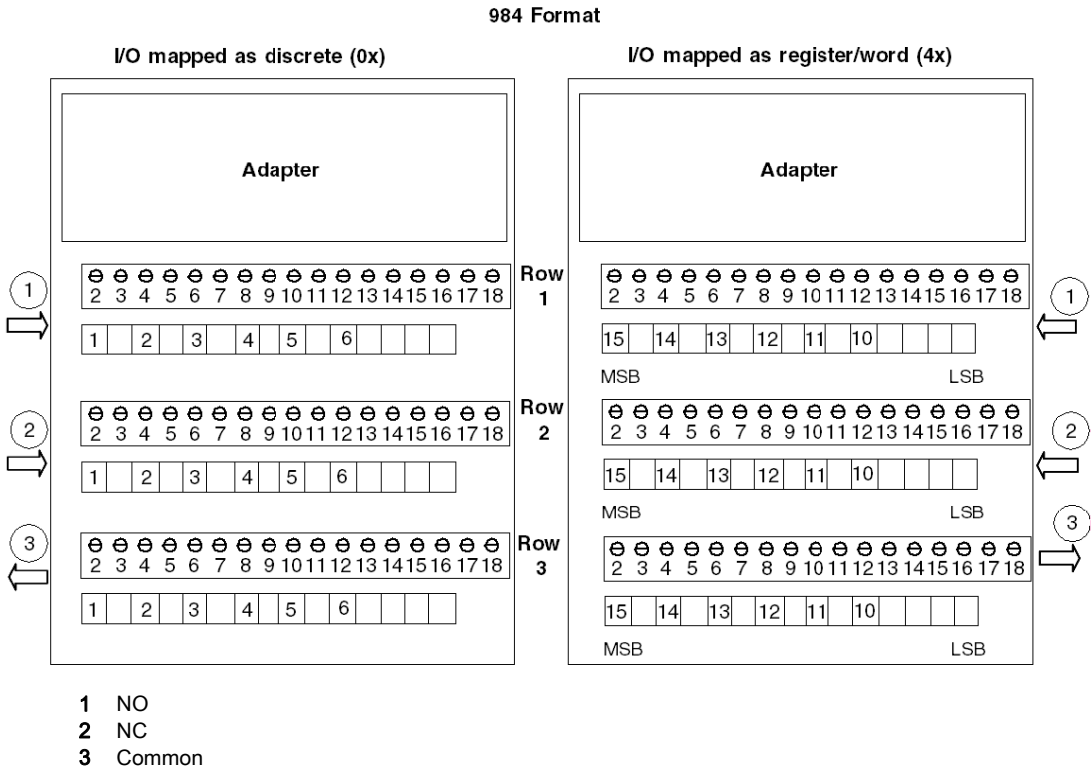 984 Format
I/O mapped as discrete (0x)
I/O mapped as register/word (4x)
Adapter
Adapter
1
2 3 4 5 6 7 8 9 10 11 12 13 14 15 16 17 18
Row 1
2 3 4 5 6 7 8 9 10 11 12 13 14 15 16 17 18
1
1 2 3 4 5 6
15 14 13 12 11 10
MSB LSB
2
2 3 4 5 6 7 8 9 10 11 12 13 14 15 16 17 18
Row 2
2 3 4 5 6 7 8 9 10 11 12 13 14 15 16 17 18
2
1 2 3 4 5 6
15 14 13 12 11 10
MSB LSB
3
2 3 4 5 6 7 8 9 10 11 12 13 14 15 16 17 18
Row 3
2 3 4 5 6 7 8 9 10 11 12 13 14 15 16 17 18
3
1 2 3 4 5 6
15 14 13 12 11 10
MSB LSB
1 NO
2 NC
3 Common